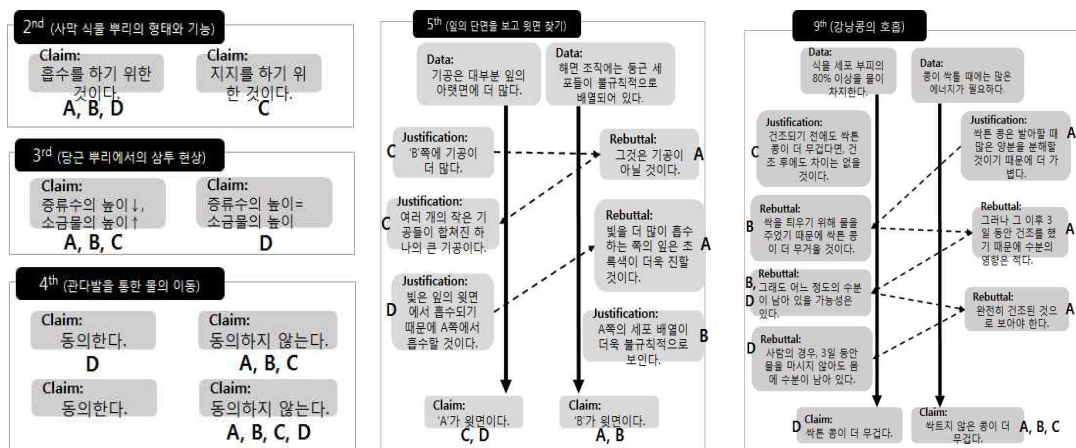 2nd (사막 식물 뿌리의 형태와 기능)
Claim:
흡수를 하기 위한
것이다.
A, B, D
Claim:
지지를 하기 위
한 것이다.
C
3rd (당근 뿌리에서의 삼투 현상)
Claim:
증류수의 높이↓,
소금물의 높이↑
A, B, C
Claim:
증류수의 높이=
소금물의 높이
D
4th (관다발을 통한 물의 이동)
Claim:
동의한다.
D
Claim:
동의하지 않는다.
A, B, C
Claim:
동의한다.
Claim:
동의하지 않는다.
A, B, C, D
5th (잎의 단면을 보고 윗면 찾기)
Data:
기공은 대부분 잎의
아랫면에 더 많다.
Data:
해면 조직에는 둥근 세
포들이 불규칙적으로
배열되어 있다.
Justification:
C
'B'쪽에 기공이
더 많다.
Rebuttal:
그것은 기공이
아닐 것이다.
A
Justification:
C
여러 개의 작은 기
공들이 합쳐진 하
나의 큰 기공이다.
Rebuttal:
빛을 더 많이 흡수
하는 쪽의 잎은 초
록색이 더욱 진할
것이다.
A
Justification:
D
빛은 잎의 윗면
에서 흡수되기
때문에 A쪽에서
흡수할 것이다.
Justification:
A쪽의 세포 배열이
더욱 불규칙적으로
보인다.
B
Claim:
'A'가 윗면이다.
C, D
Claim:
'B'가 윗면이다.
A, B
9th (강낭콩의 호흡)
Data:
식물 세포 부피의
80% 이상을 물이
차지한다.
Data:
콩이 싹틀 때에는 많은
에너지가 필요하다.
Justification:
C
건조되기 전에도 싹튼
콩이 더 무겁다면, 건
조 후에도 차이는 없을
것이다.
Justification:
A
싹튼 콩은 발아할 때
많은 양분을 분해할
것이기 때문에 더 가
볍다.
Rebuttal:
B
싹을 틔우기 위해 물을
주었기 때문에 싹튼 콩
이 더 무거울 것이다.
Rebuttal:
그러나 그 이후 3
일 동안 건조를 했
기 때문에 수분의
영향은 적다.
A
Rebuttal:
B,
D
그래도 어느 정도의 수분
이 남아 있을 가능성은
있다.
Rebuttal:
완전히 건조된 것으
로 보아야 한다.
A
Rebuttal:
D
사람의 경우, 3일 동안
물을 마시지 않아도 몸
에 수분이 남아 있다.
D
Claim:
싹튼 콩이 더 무겁다.
Claim:
싹트지 않은 콩이 더
무겁다.
A, B, C